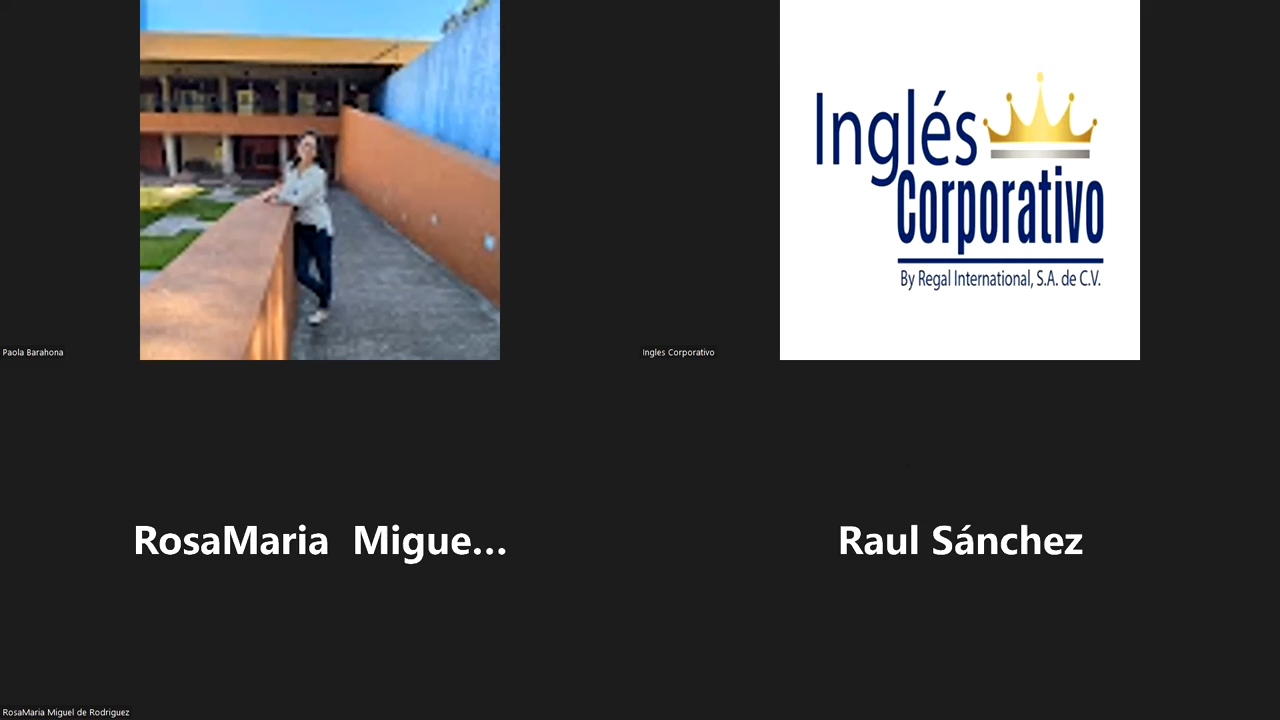 Inglés
Corporativo
By Regal International, S.A. de C.V.
Paola Barahona
Ingles Corporativo
RosaMaria Migue...
Raul Sánchez
RosaMaria Miguel de Rodriguez